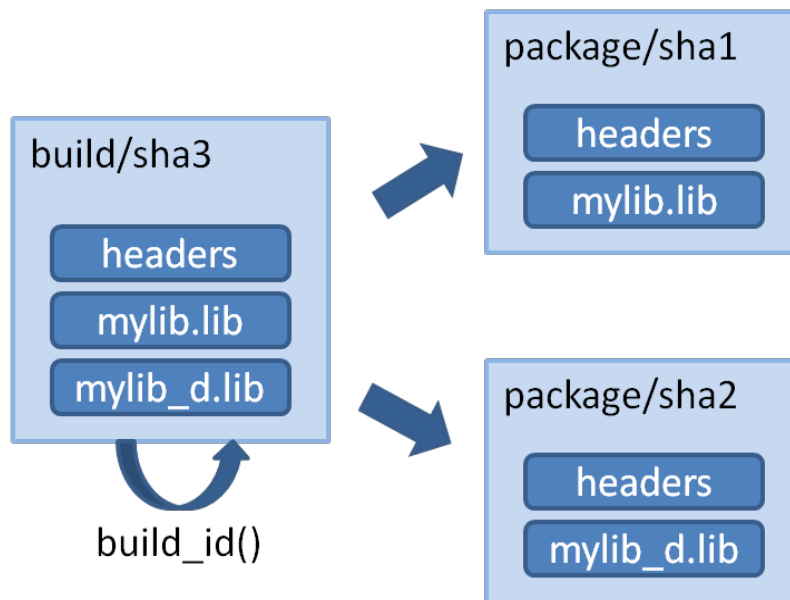 build/sha3
headers
mylib.lib
mylib_d.lib
build_id()
package/sha1
headers
mylib.lib
package/sha2
headers
mylib_d.lib